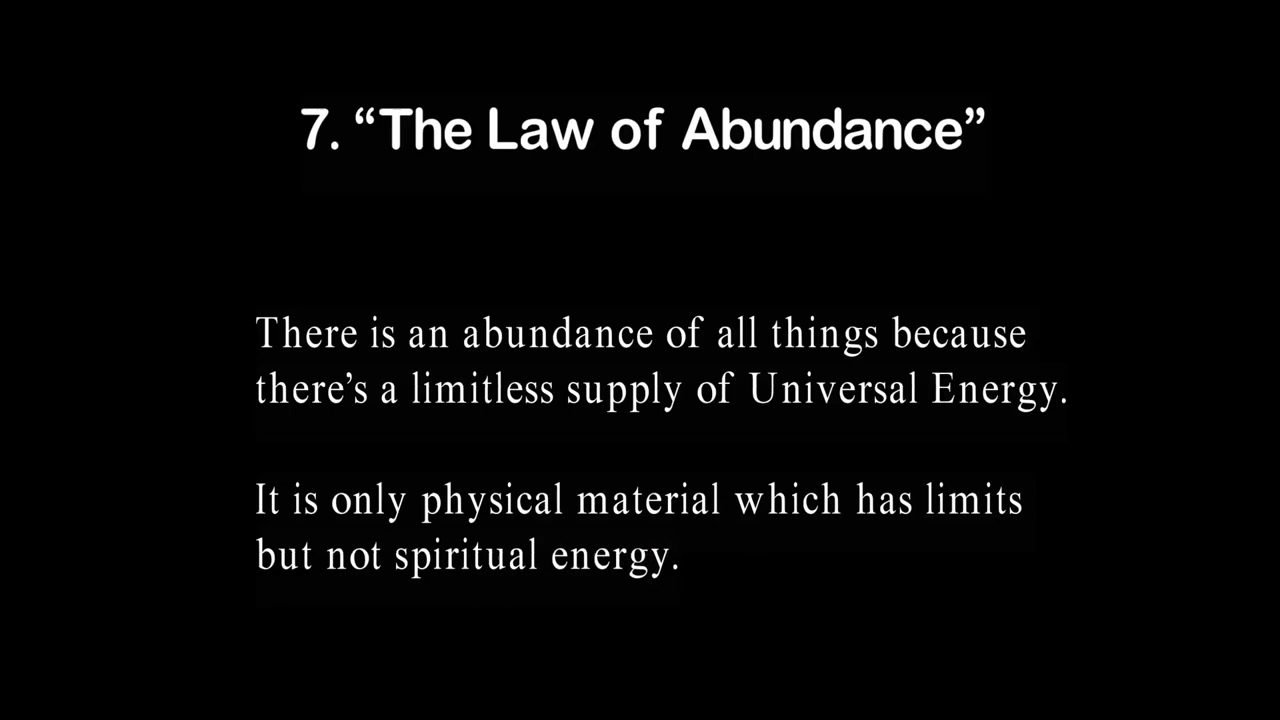 7. “The Law of Abundance”
There is an abundance of all things because
there’s a limitless supply of Universal Energy.
It is only physical material which has limits
but not spiritual energy.